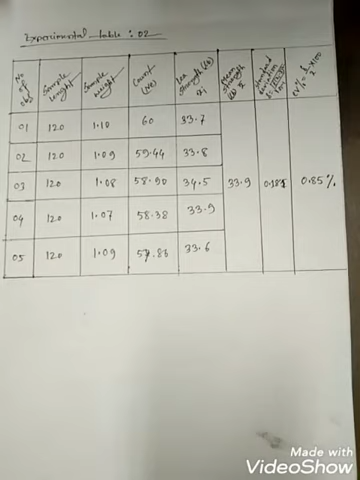 Experimental table : 02
No of obs. | Sample lenght | Sample weight | Count (Ne) | Lea strength (lb) xi | Mean strength (lb) x̄ | Standard deviation | CV% = s/x̄ ×100
01 120 1.10 60 33.7
02 120 1.09 59.44 33.8
03 120 1.08 58.90 34.5 33.9 0.85%
04 120 1.07 58.38 33.9
05 120 1.09 57.83 33.6
Made with
VideoShow